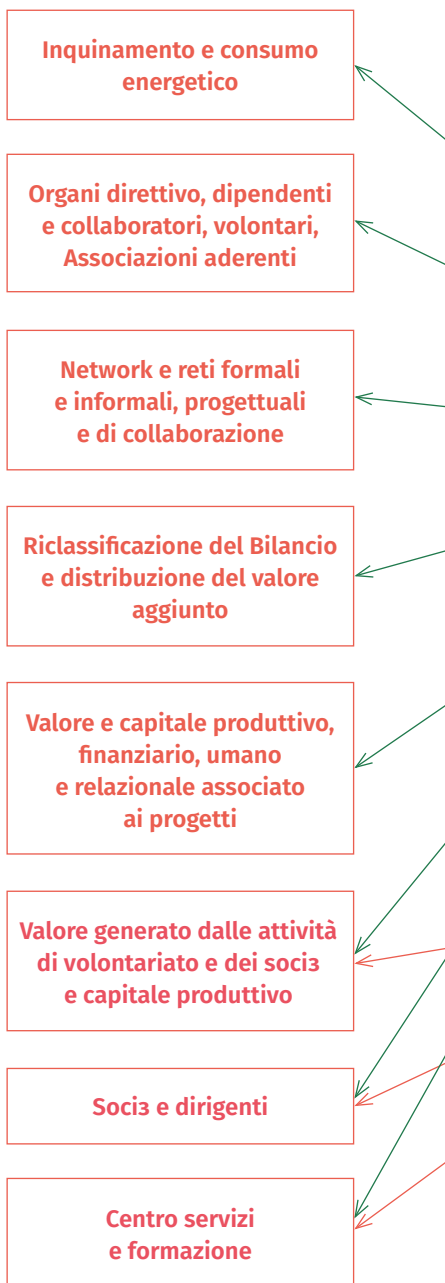 Inquinamento e consumo
energetico
Organi direttivo, dipendenti
e collaboratori, volontari,
Associazioni aderenti
Network e reti formali
e informali, progettuali
e di collaborazione
Riclassificazione del Bilancio
e distribuzione del valore
aggiunto
Valore e capitale produttivo,
finanziario, umano
e relazionale associato
ai progetti
Valore generato dalle attività
di volontariato e dei sociɜ
e capitale produttivo
Sociɜ e dirigenti
Centro servizi
e formazione